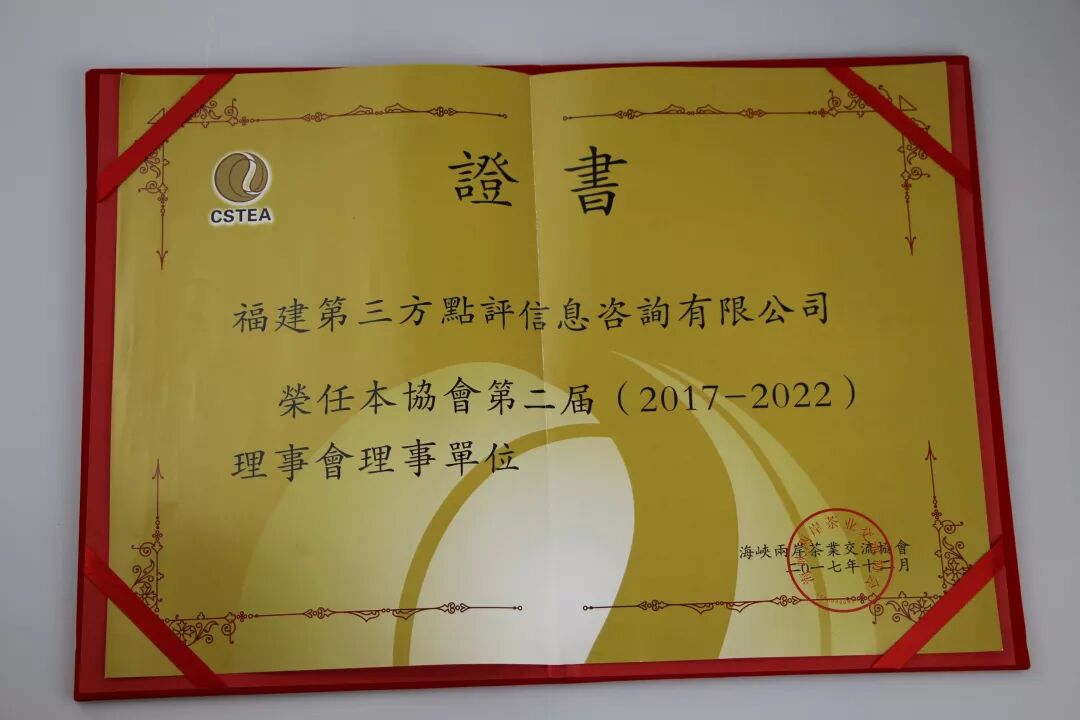 CSTEA
證書
福建第三方點評信息咨詢有限公司
榮任本協會第二届（2017-2022）
理事會理事單位
海峽兩岸茶業交流協會
二〇一七年十二月